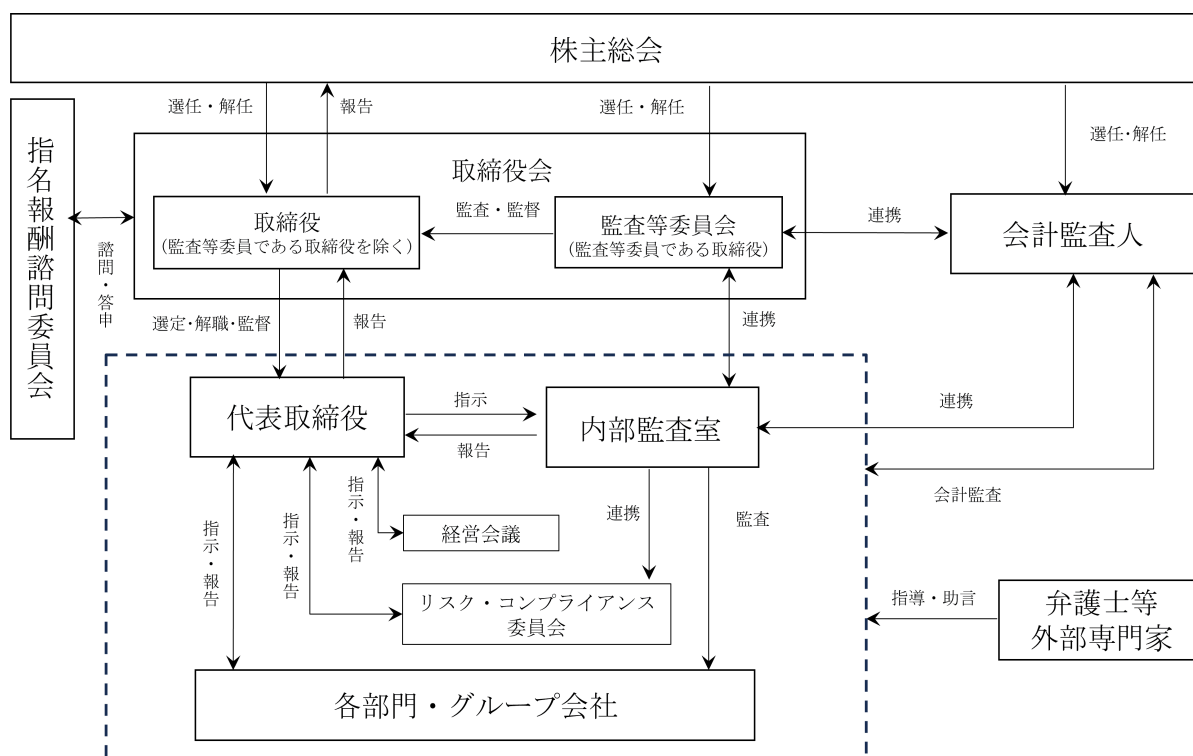 株主総会
選任・解任
報告
選任・解任
選任・解任
指名報酬諮問委員会
諮問・答申
取締役会
取締役
(監査等委員である取締役を除く)
監査・監督
監査等委員会
(監査等委員である取締役)
連携
会計監査人
選定・解職・監督
報告
連携
代表取締役
指示
報告
内部監査室
連携
会計監査
指示・報告
指示・報告
指示・報告
経営会議
連携
監査
リスク・コンプライアンス
委員会
指導・助言
弁護士等
外部専門家
各部門・グループ会社